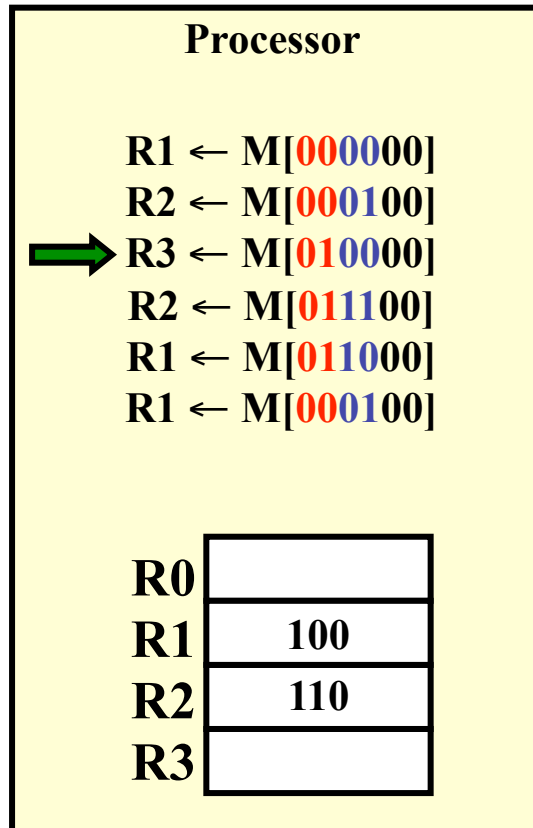 Processor
R1 ← M[000000]
R2 ← M[000100]
R3 ← M[010000]
R2 ← M[011100]
R1 ← M[011000]
R1 ← M[000100]
R0
R1 100
R2 110
R3